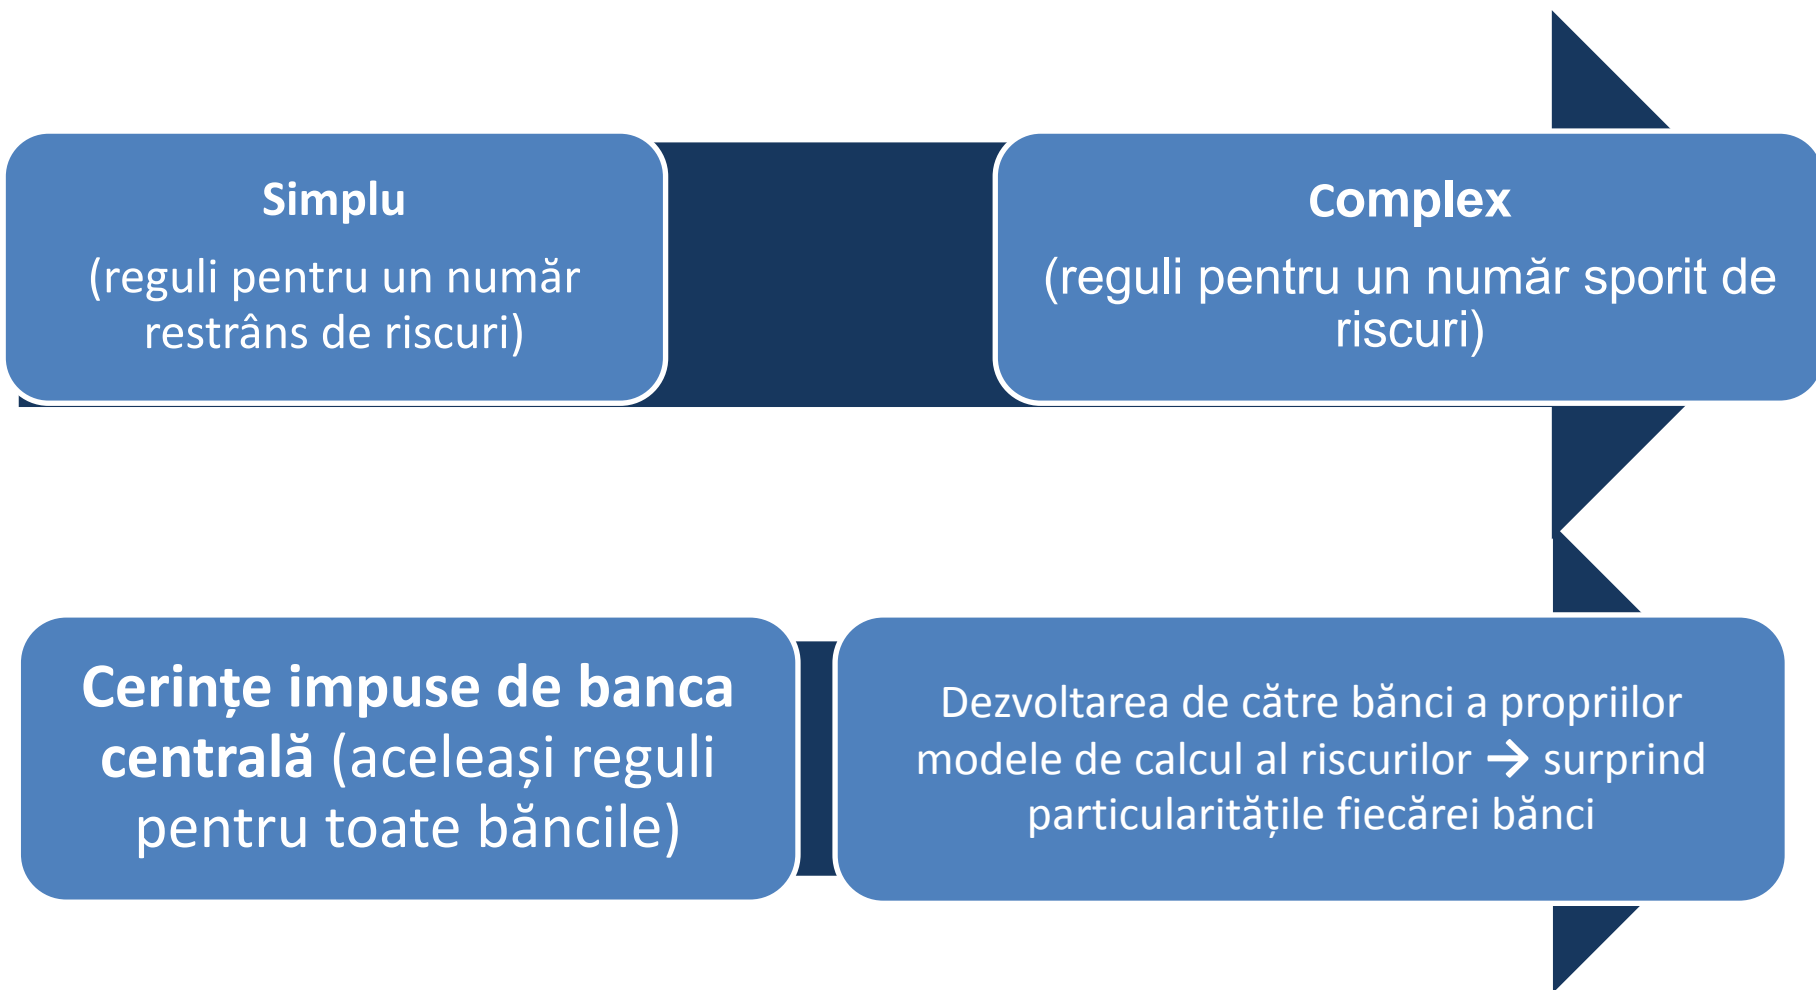 Simplu
(reguli pentru un număr
restrâns de riscuri)
Complex
(reguli pentru un număr sporit de
riscuri)
Cerințe impuse de banca
centrală (aceleași reguli
pentru toate băncile)
Dezvoltarea de către bănci a propriilor
modele de calcul al riscurilor → surprind
particularitățile fiecărei bănci